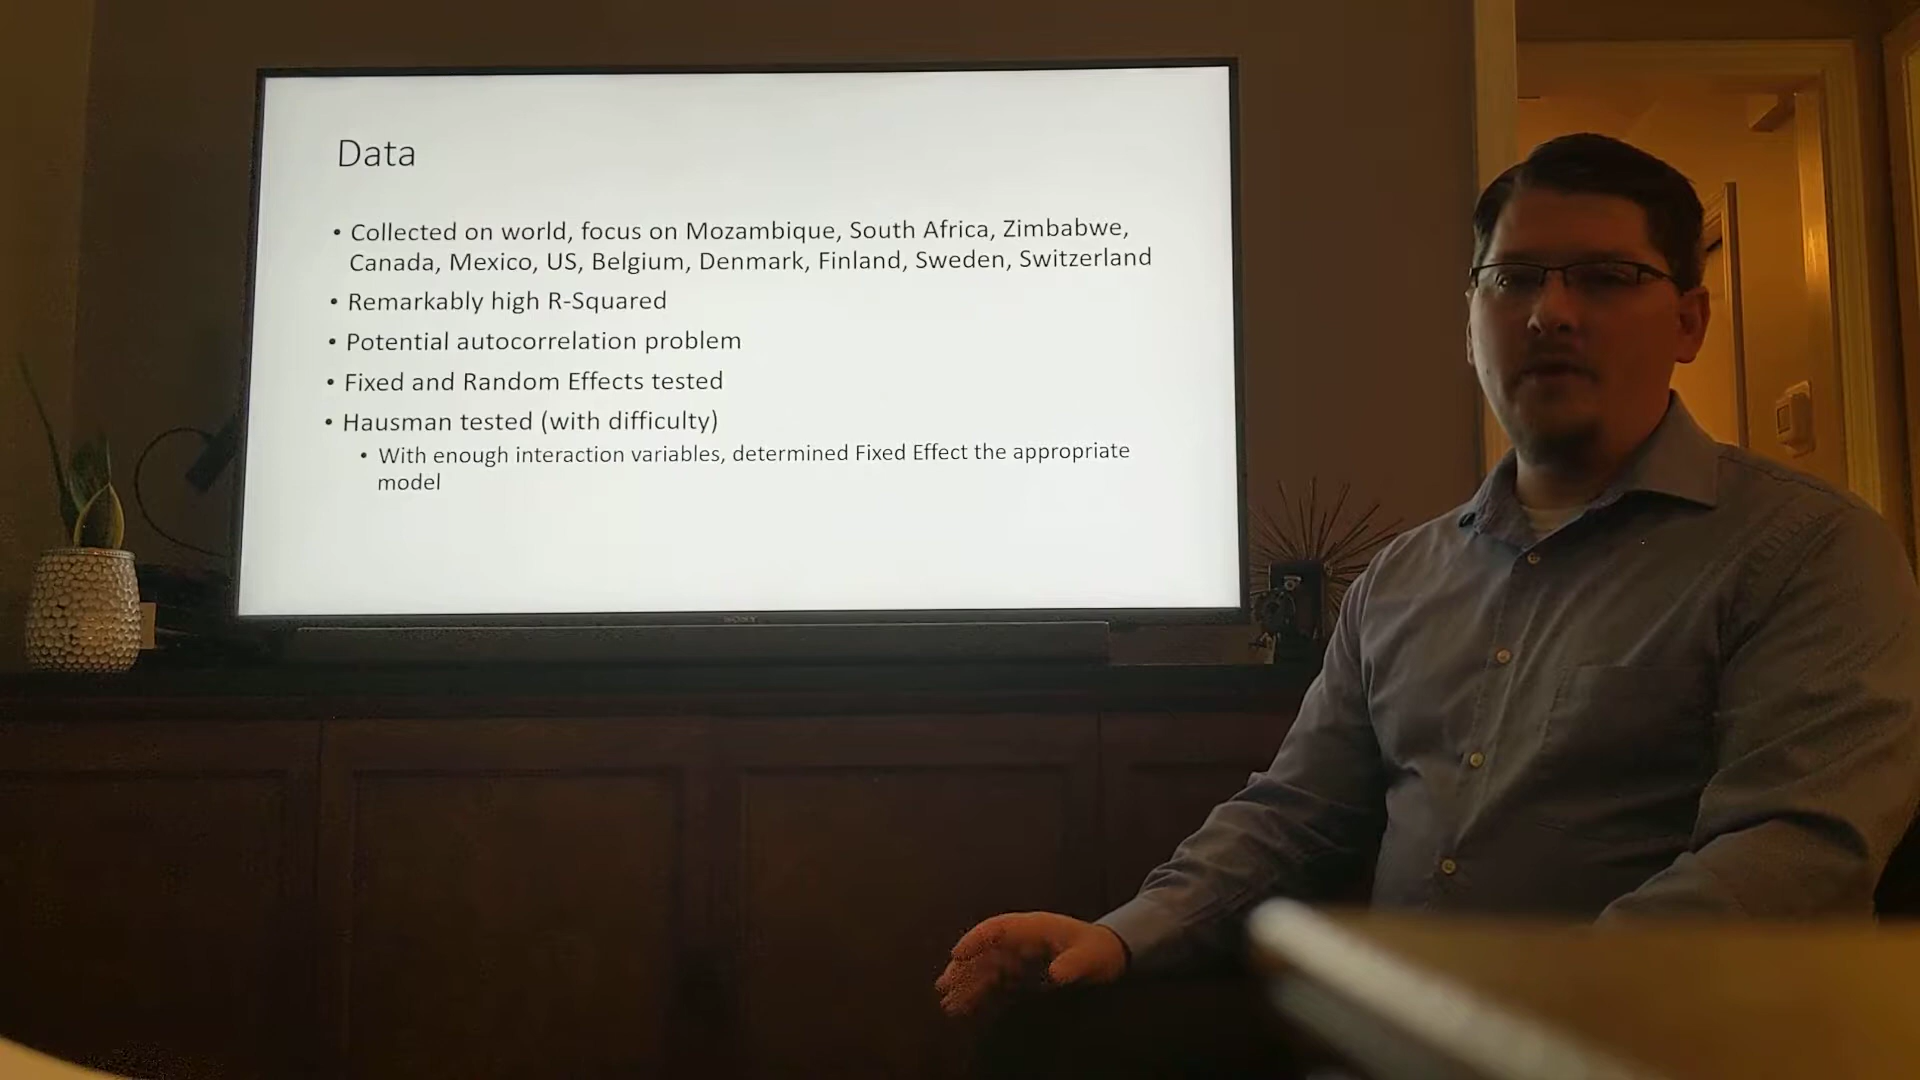 Data
• Collected on world, focus on Mozambique, South Africa, Zimbabwe,
Canada, Mexico, US, Belgium, Denmark, Finland, Sweden, Switzerland
• Remarkably high R-Squared
• Potential autocorrelation problem
• Fixed and Random Effects tested
• Hausman tested (with difficulty)
• With enough interaction variables, determined Fixed Effect the appropriate
model
SONY